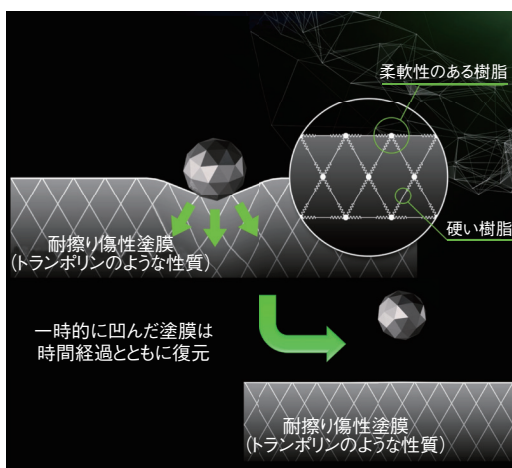 柔軟性のある樹脂
硬い樹脂
耐擦り傷性塗膜
(トランポリンのような性質)
一時的に凹んだ塗膜は
時間経過とともに復元
耐擦り傷性塗膜
(トランポリンのような性質)